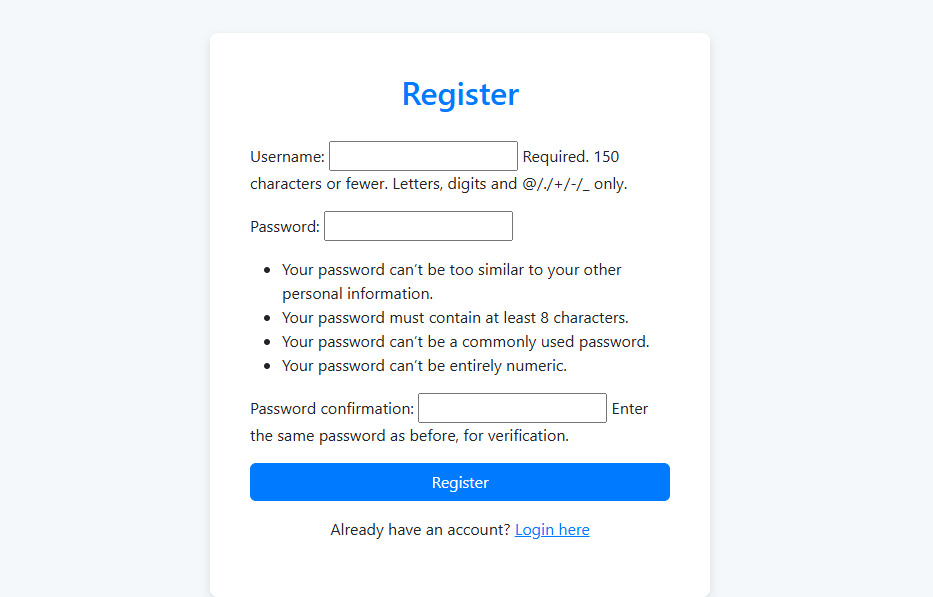 Register
Username: Required. 150
characters or fewer. Letters, digits and @/./+/-/_ only.
Password:
Your password can't be too similar to your other
personal information.
Your password must contain at least 8 characters.
Your password can't be a commonly used password.
Your password can't be entirely numeric.
Password confirmation: Enter
the same password as before, for verification.
Register
Already have an account? Login here